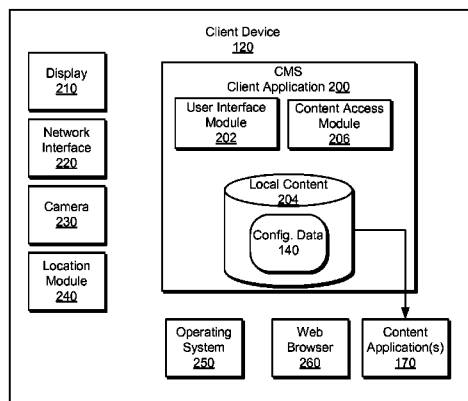 Client Device
120
Display
210
Network
Interface
220
Camera
230
Location
Module
240
CMS
Client Application 200
User Interface
Module
202
Content Access
Module
206
Local Content
204
Config. Data
140
Operating
System
250
Web
Browser
260
Content
Application(s)
170